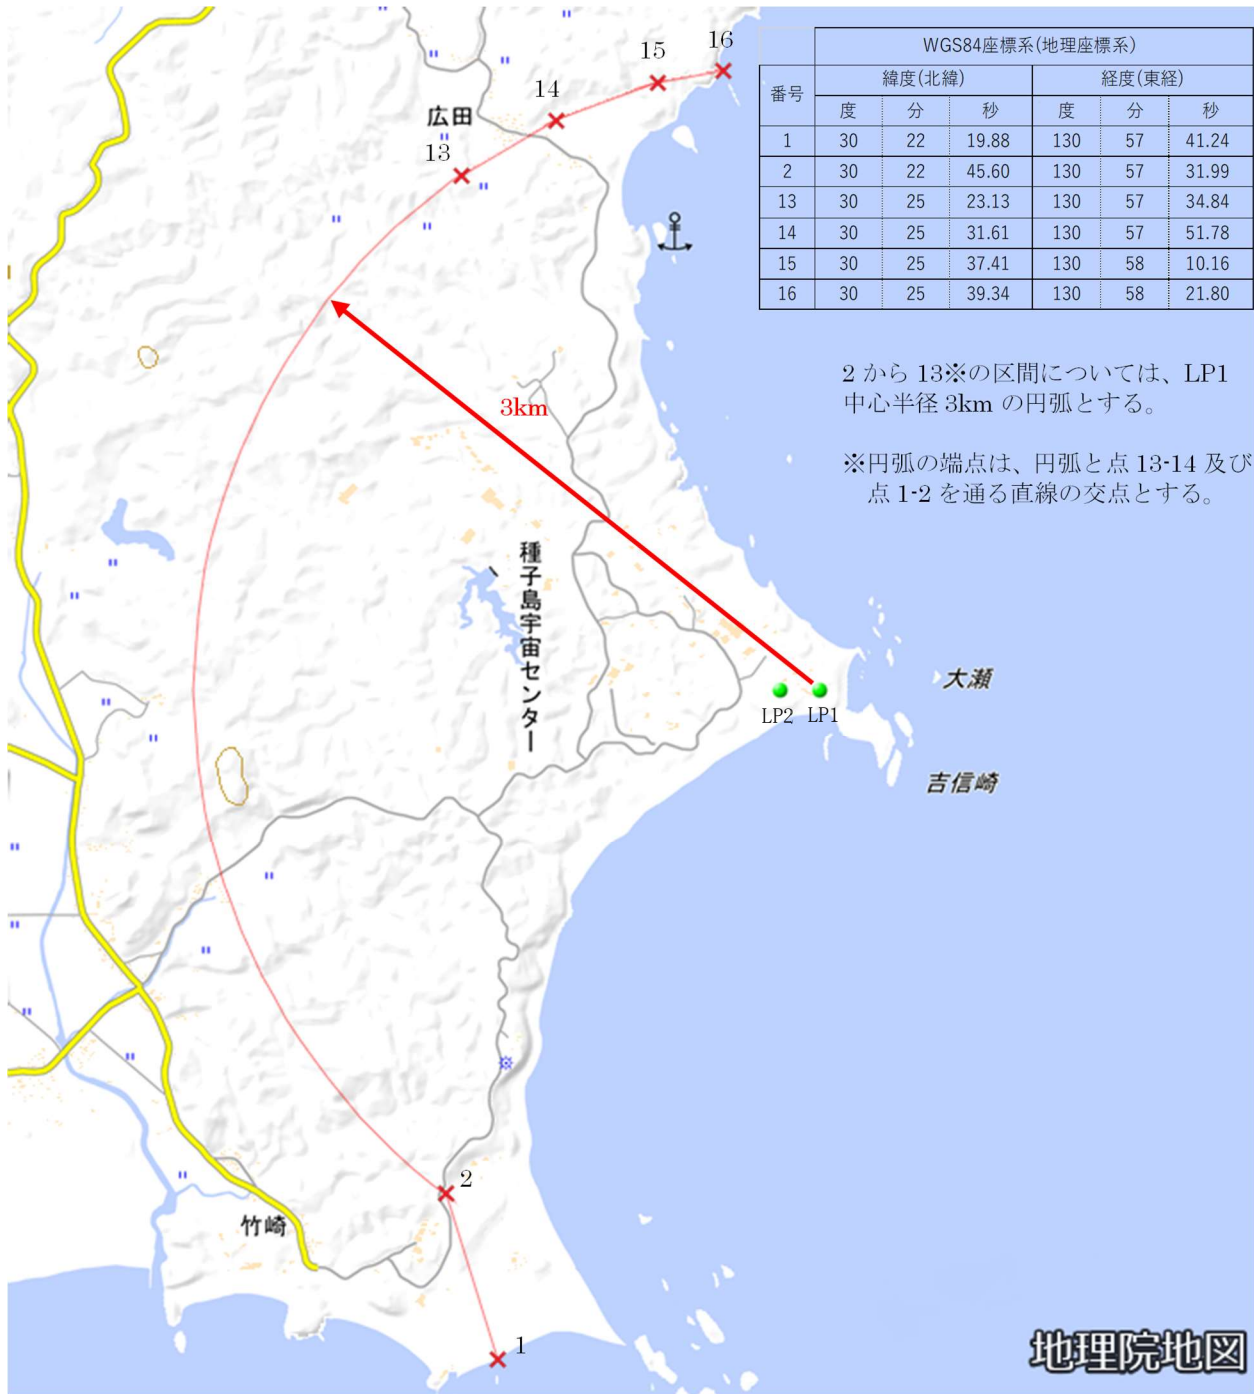 WGS84座標系(地理座標系)
番号 緯度(北緯) 経度(東経)
度 分 秒 度 分 秒
1 30 22 19.88 130 57 41.24
2 30 22 45.60 130 57 31.99
13 30 25 23.13 130 57 34.84
14 30 25 31.61 130 57 51.78
15 30 25 37.41 130 58 10.16
16 30 25 39.34 130 58 21.80
16
15
14
広田
13
2 から 13※の区間については、LP1
中心半径 3km の円弧とする。
※円弧の端点は、円弧と点 13-14 及び
点 1-2 を通る直線の交点とする。
3km
種子島宇宙センター
大瀬
LP2 LP1
吉信崎
2
竹崎
1
地理院地図